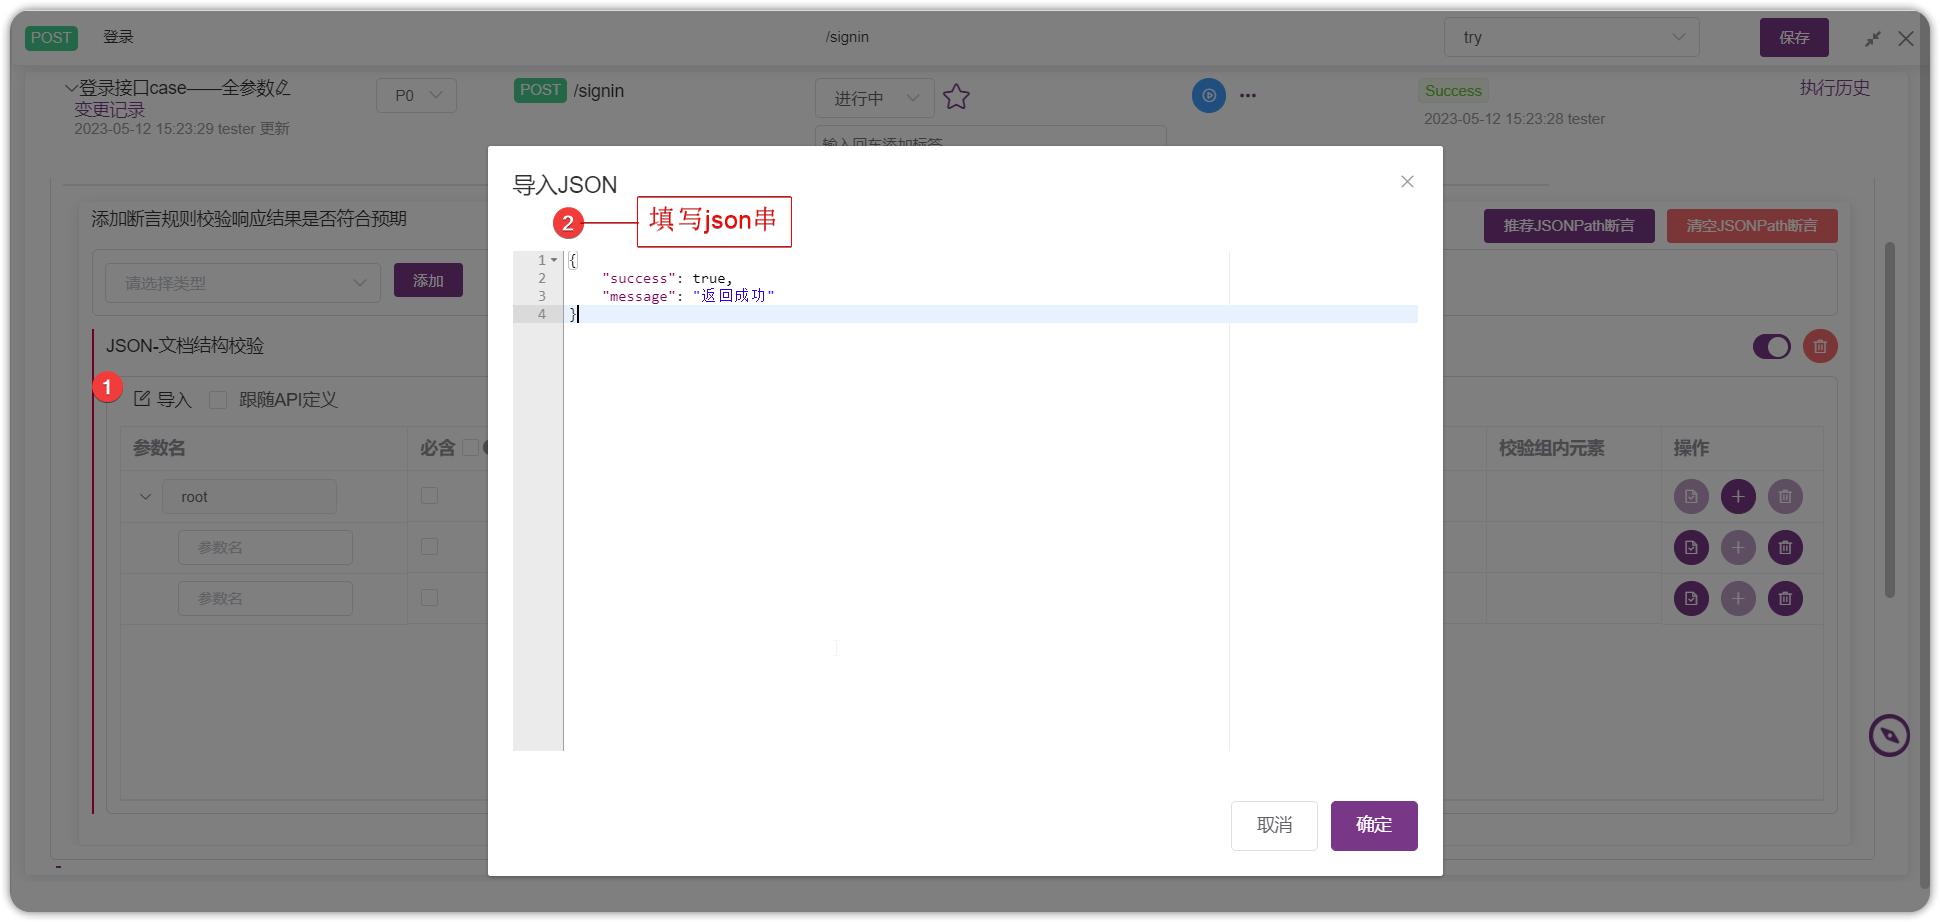 POST 登录 /signin try 保存
登录接口case——全参数 P0 POST /signin 进行中 Success 执行历史
变更记录
2023-05-12 15:23:29 tester 更新 2023-05-12 15:23:28 tester
输入回车添加标签
导入JSON
2 填写json串
添加断言规则校验响应结果是否符合预期 推荐JSONPath断言 清空JSONPath断言
请选择类型 添加
1 {
2 "success": true,
3 "message": "返回成功"
4 }
JSON-文档结构校验
1 导入 跟随API定义
参数名 必含 校验组内元素 操作
root
参数名
参数名
取消 确定